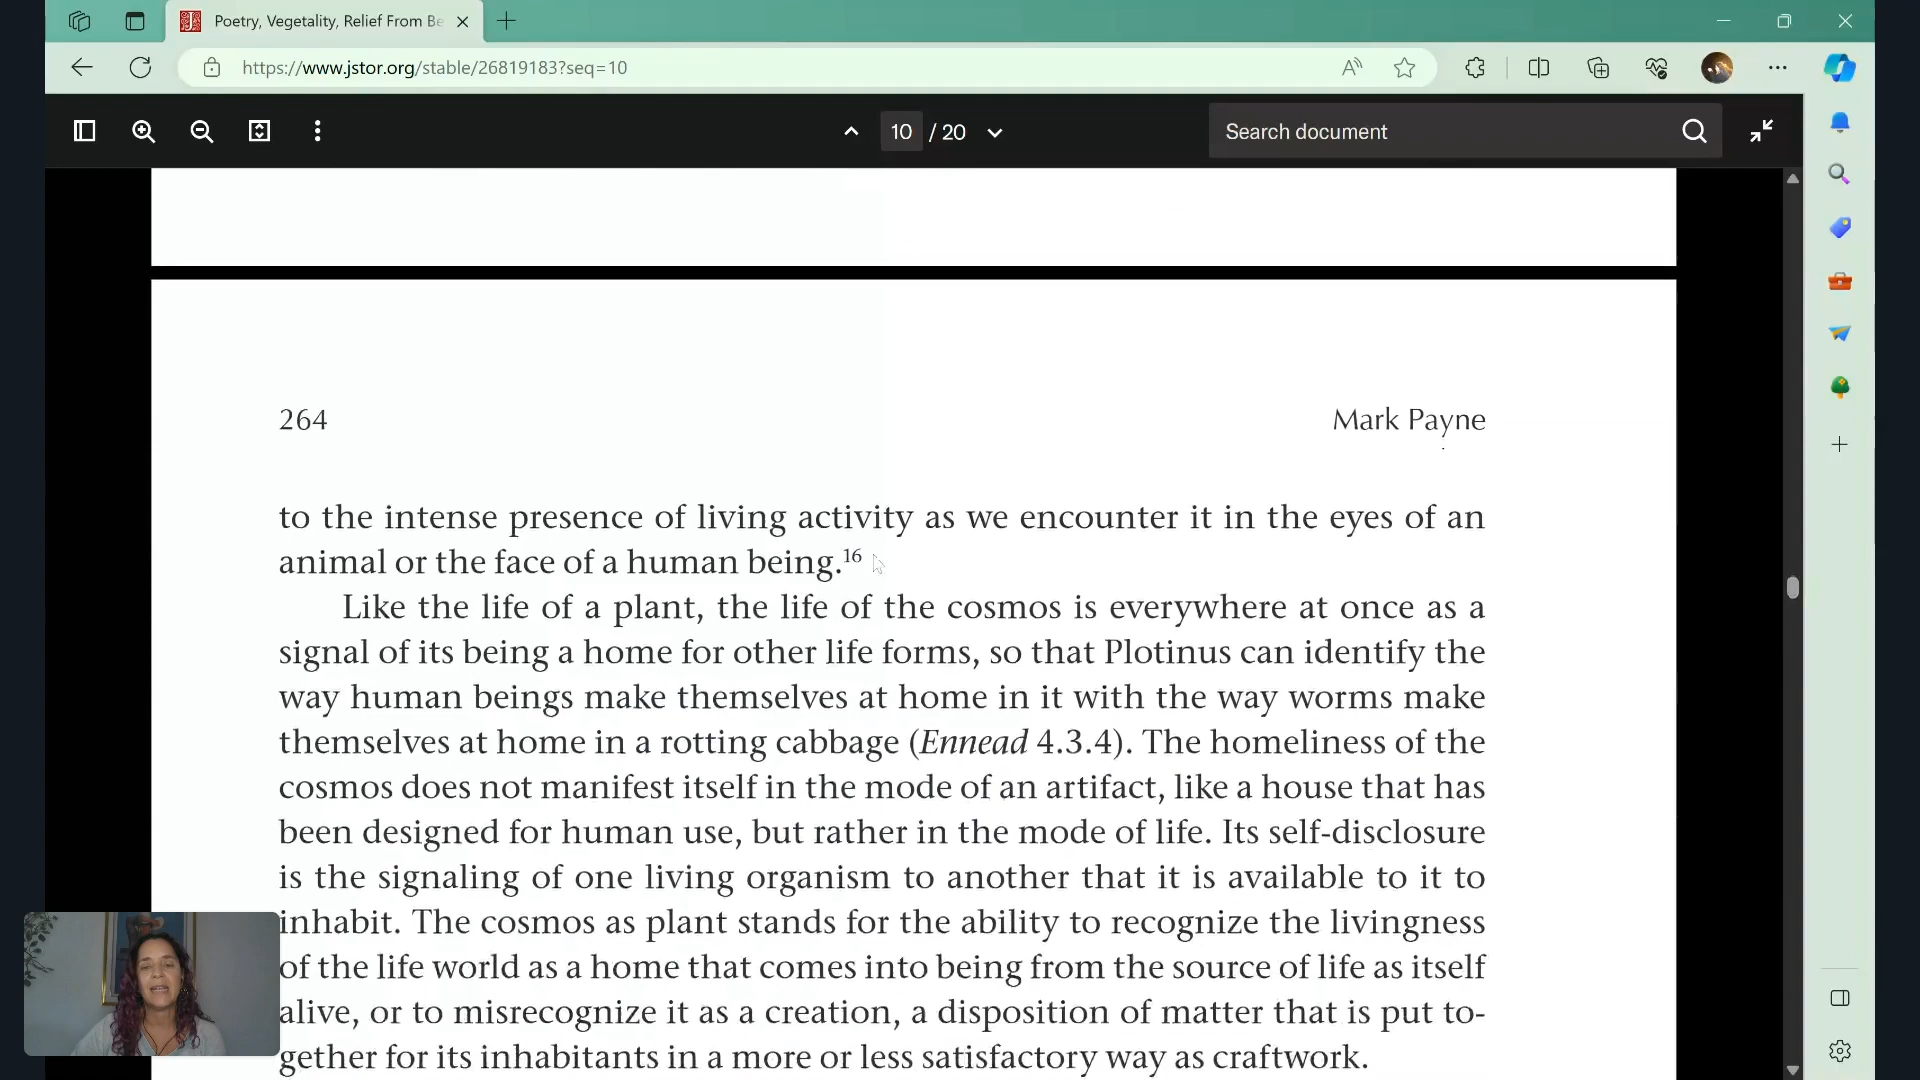 Poetry, Vegetality, Relief From Be
https://www.jstor.org/stable/26819183?seq=10
10 / 20
Search document
264
Mark Payne
to the intense presence of living activity as we encounter it in the eyes of an
animal or the face of a human being.16
Like the life of a plant, the life of the cosmos is everywhere at once as a
signal of its being a home for other life forms, so that Plotinus can identify the
way human beings make themselves at home in it with the way worms make
themselves at home in a rotting cabbage (Ennead 4.3.4). The homeliness of the
cosmos does not manifest itself in the mode of an artifact, like a house that has
been designed for human use, but rather in the mode of life. Its self-disclosure
is the signaling of one living organism to another that it is available to it to
inhabit. The cosmos as plant stands for the ability to recognize the livingness
of the life world as a home that comes into being from the source of life as itself
alive, or to misrecognize it as a creation, a disposition of matter that is put to-
gether for its inhabitants in a more or less satisfactory way as craftwork.